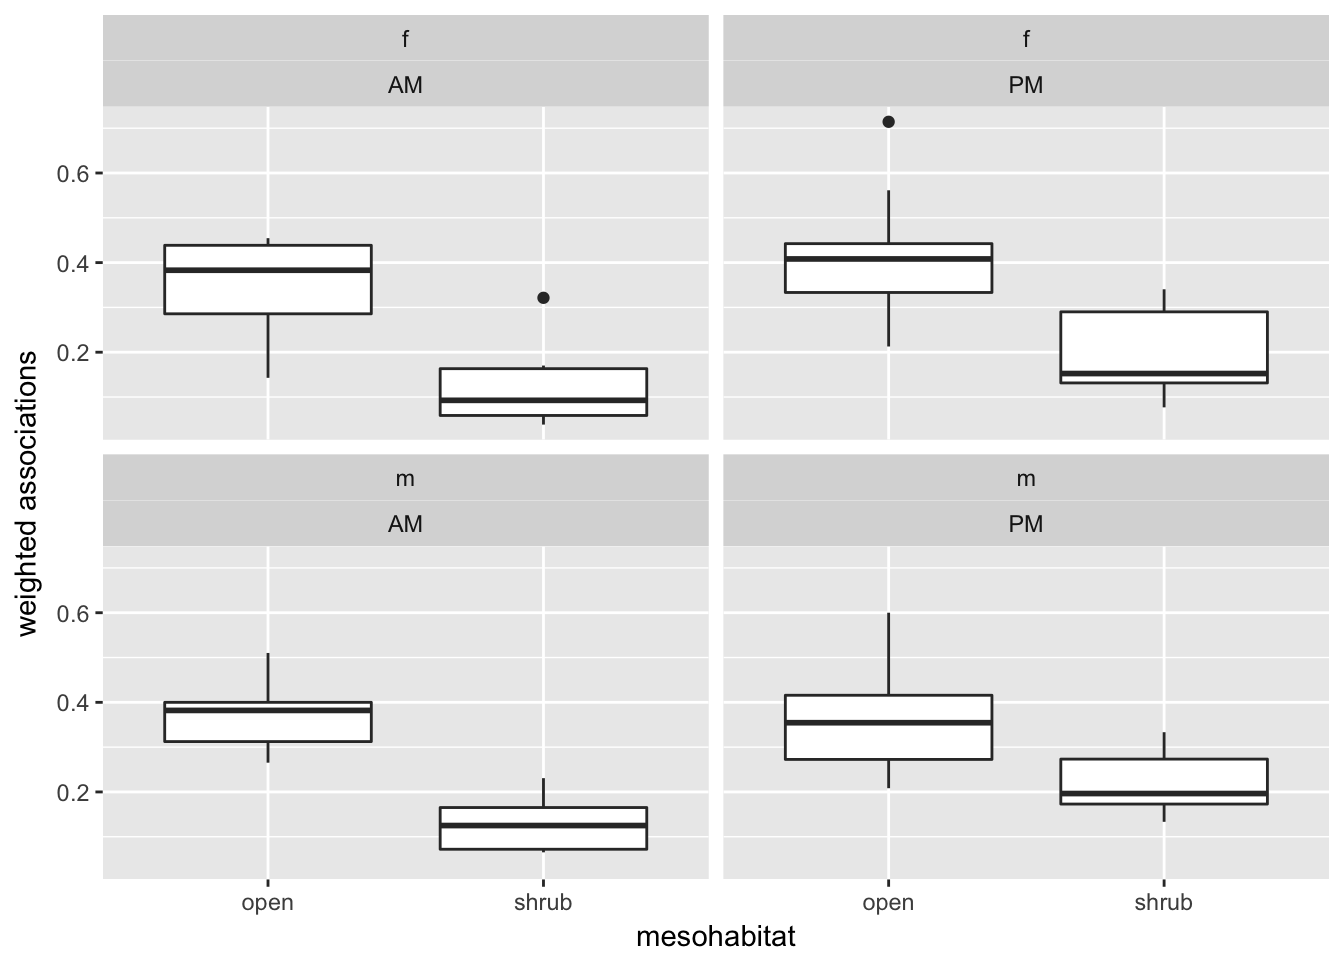 f
f
AM
PM
0.6
0.4
0.2
m
m
AM
PM
0.6
0.4
0.2
open
shrub
open
shrub
mesohabitat
weighted associations